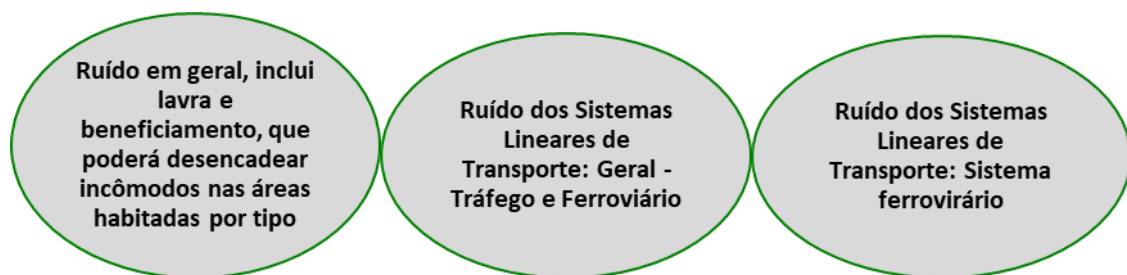 Ruído em geral, inclui
lavra e
beneficiamento, que
poderá desencadear
incômodos nas áreas
habitadas por tipo
Ruído dos Sistemas
Lineares de
Transporte: Geral -
Tráfego e Ferroviário
Ruído dos Sistemas
Lineares de
Transporte: Sistema
ferrovirário